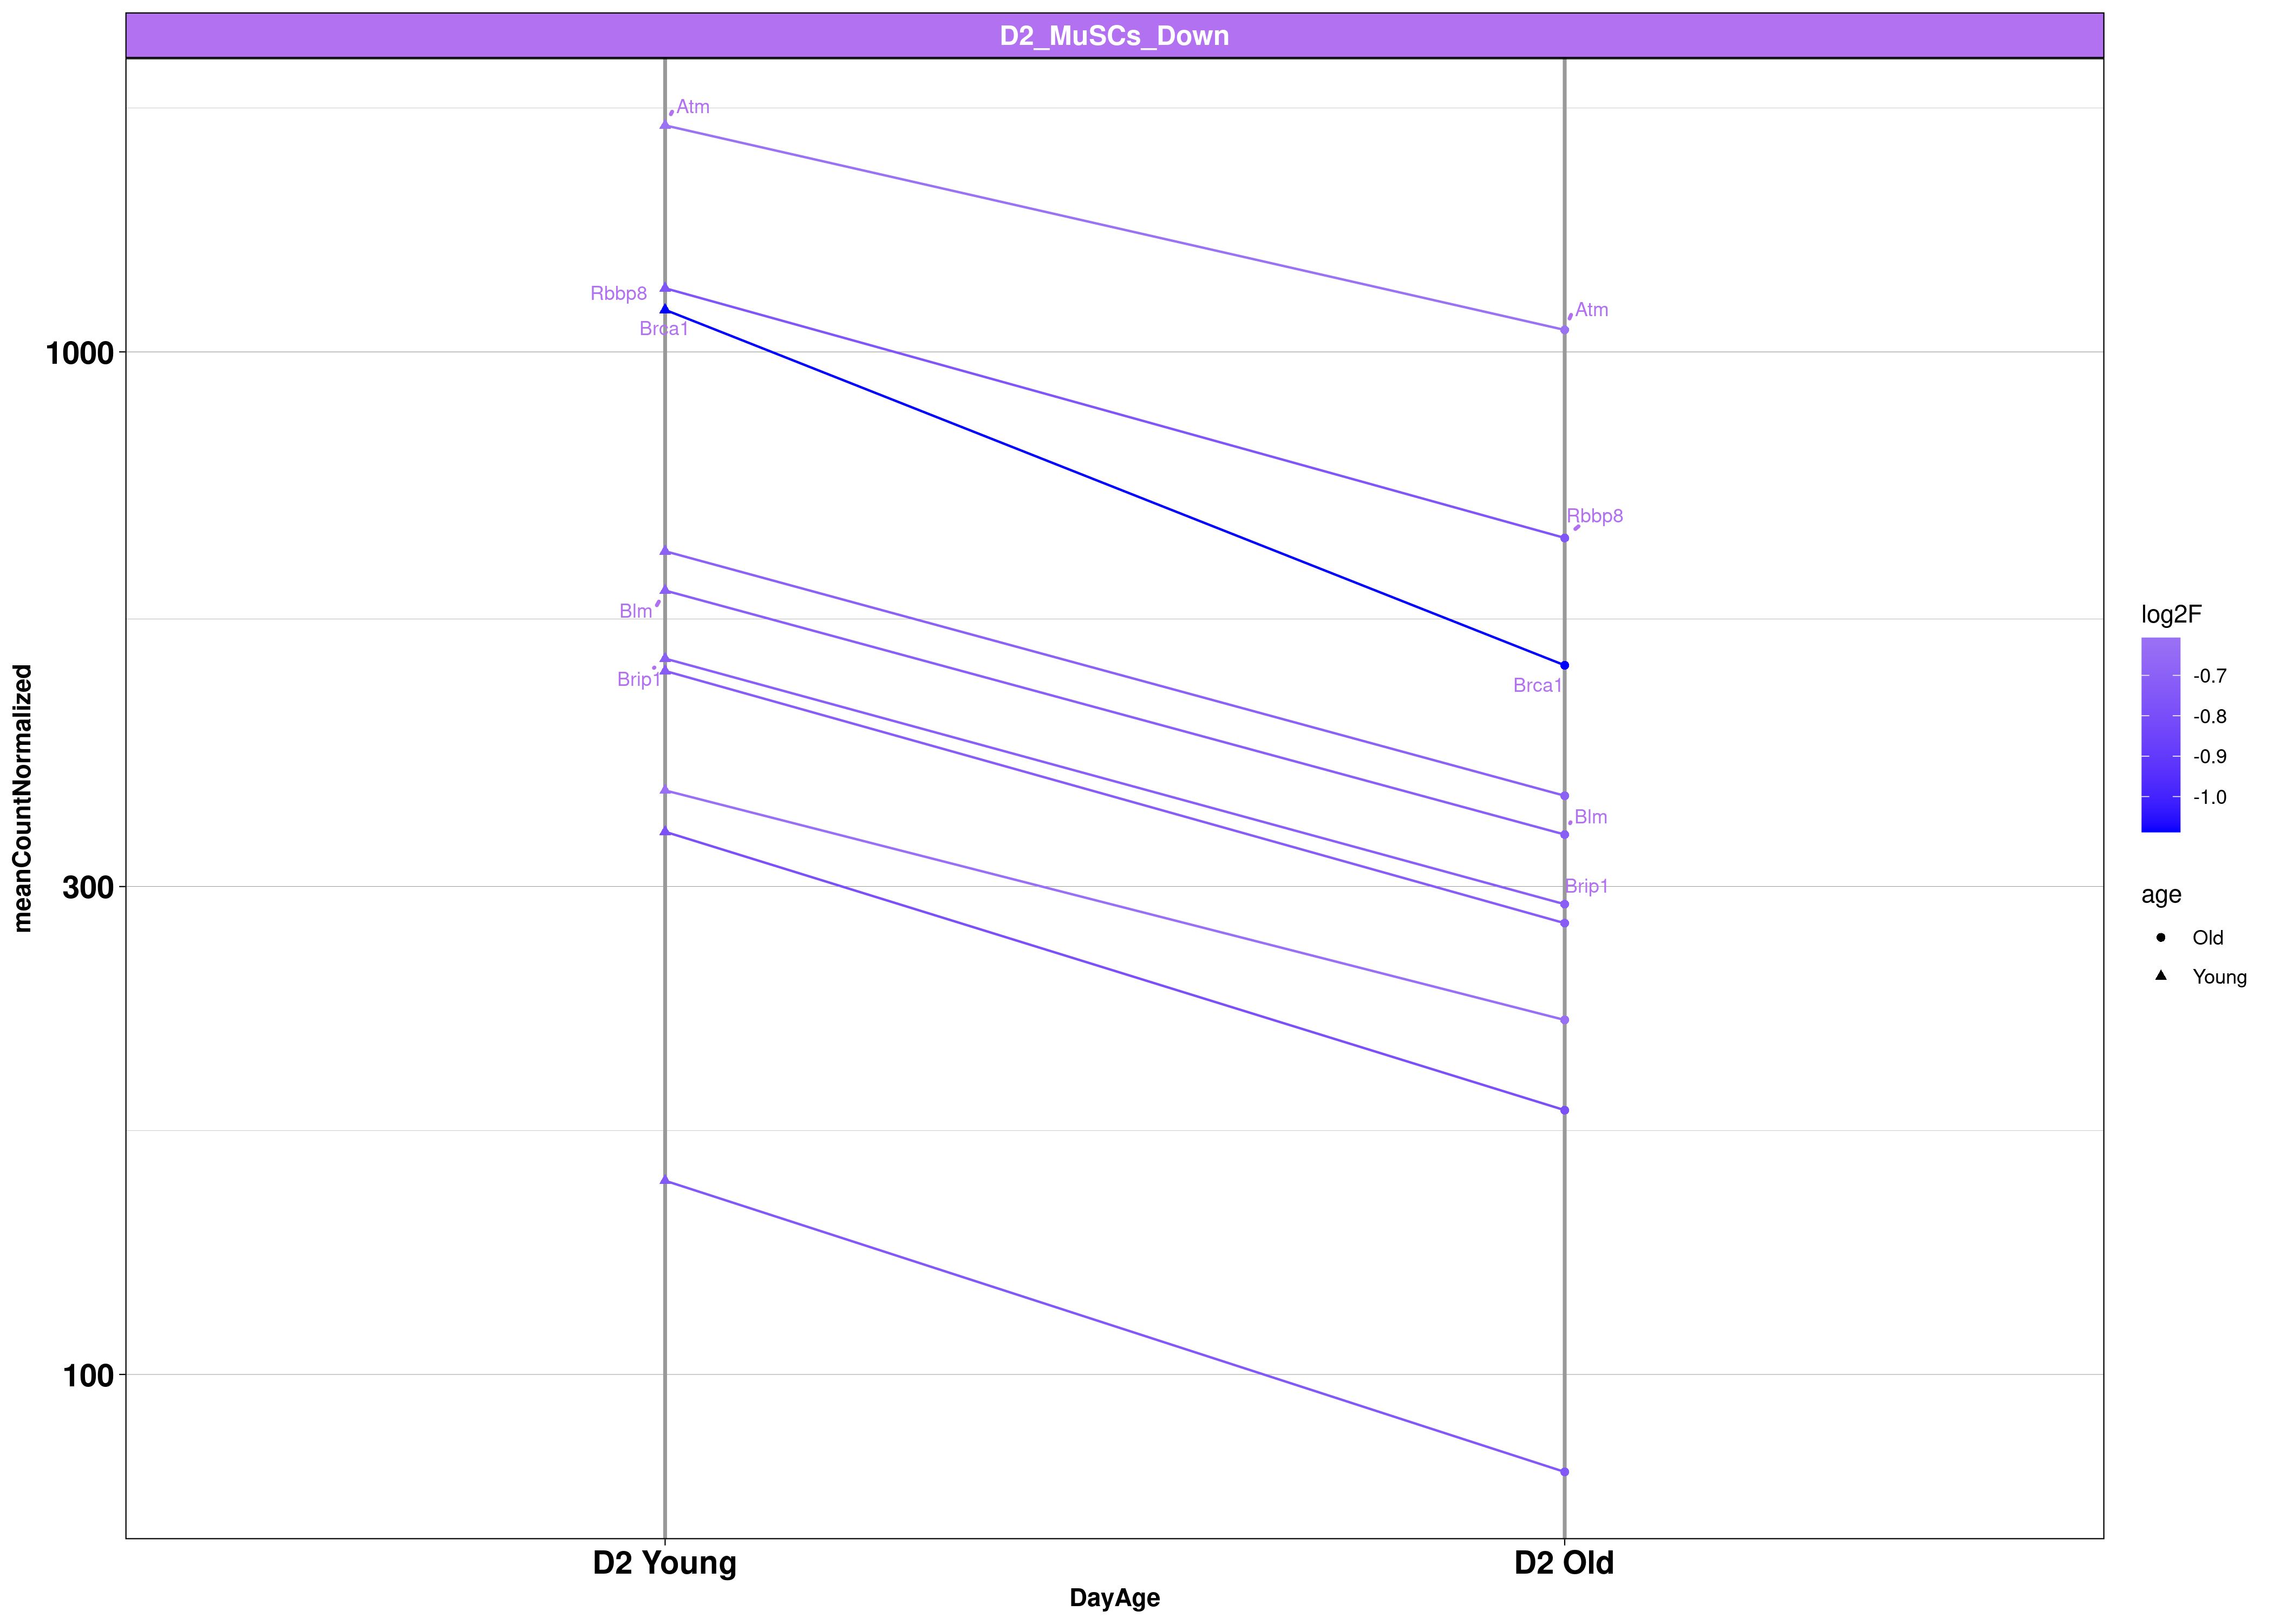 D2_MuSCs_Down
Atm
Rbbp8
Brca1
Blm
Brip1
Atm
Rbbp8
Brca1
Blm
Brip1
1000
300
100
meanCountNormalized
D2 Young
D2 Old
DayAge
log2F
-0.7
-0.8
-0.9
-1.0
age
Old
Young